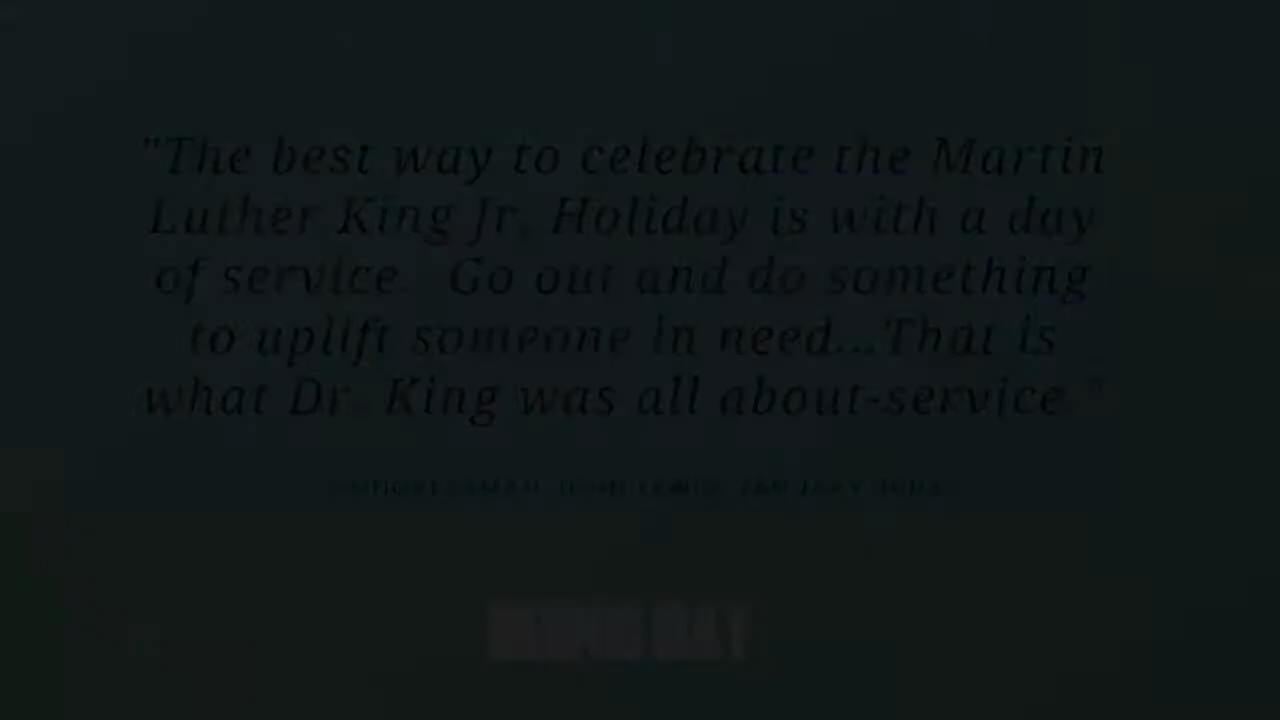 "The best way to celebrate the Martin
Luther King Jr. Holiday is with a day
of service. Go out and do something
to uplift someone in need...That is
what Dr. King was all about-service."